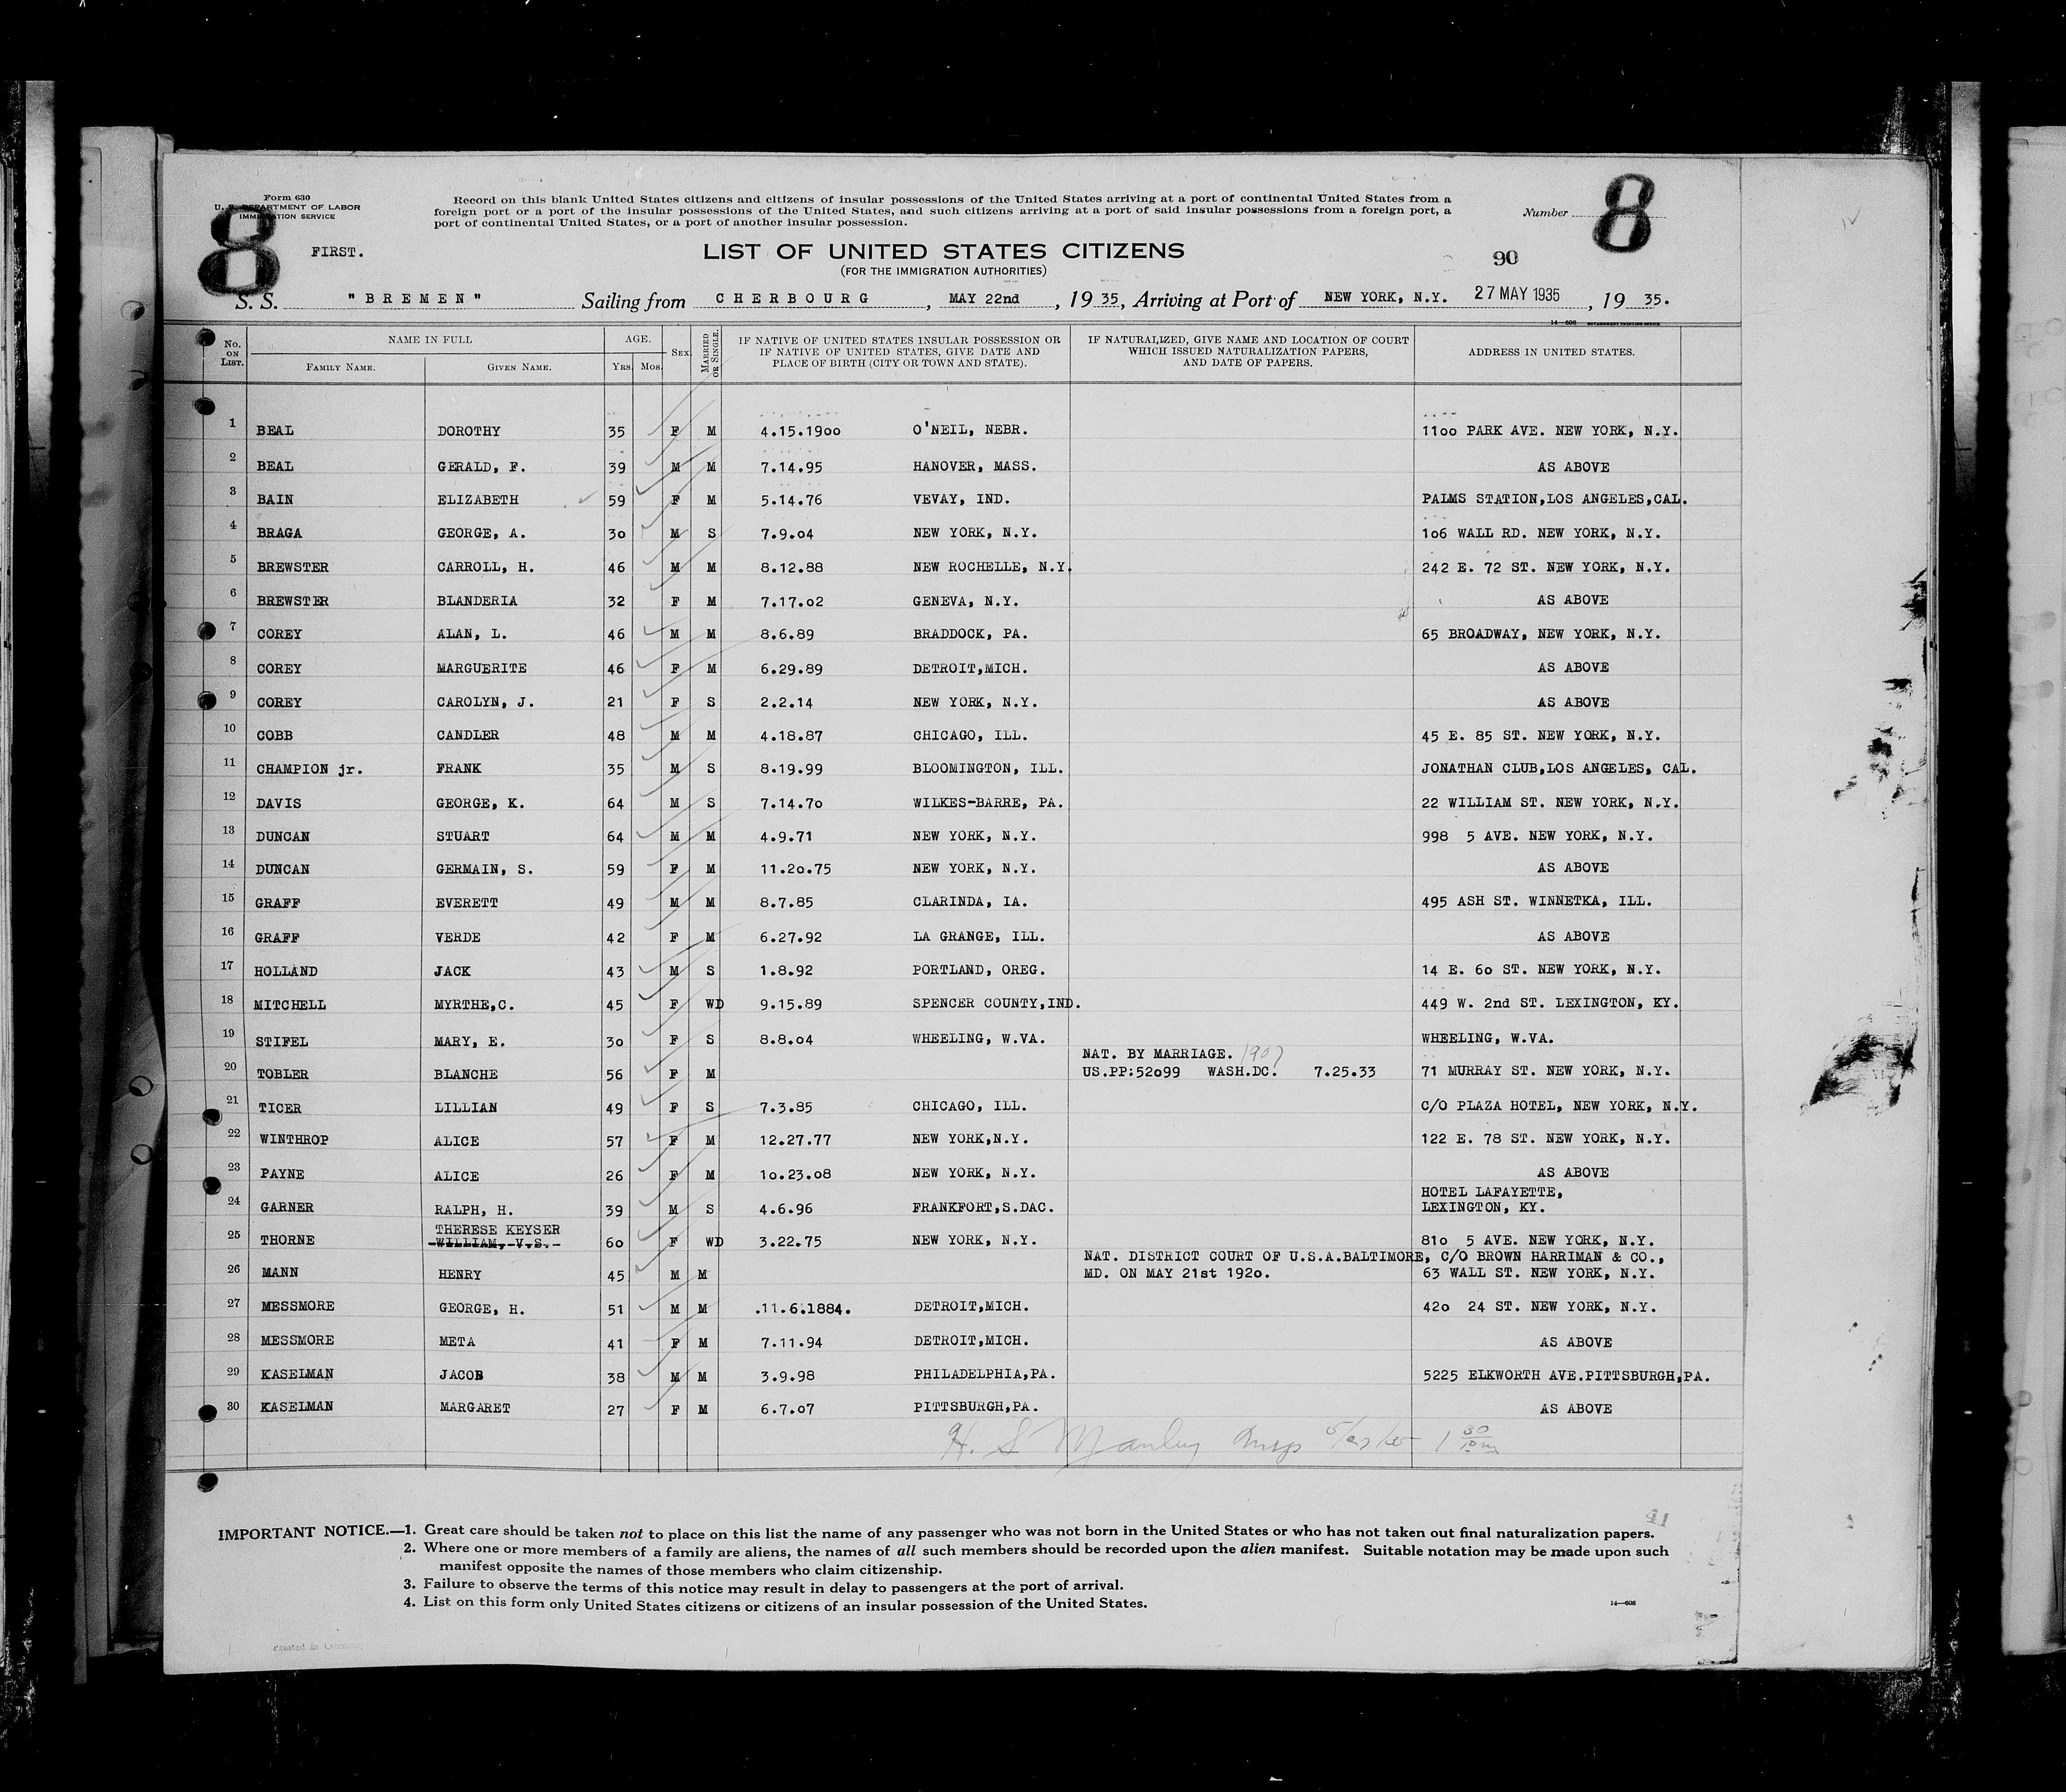 Form 630
U. S. DEPARTMENT OF LABOR
IMMIGRATION SERVICE
8
FIRST.
Record on this blank United States citizens and citizens of insular possessions of the United States arriving at a port of continental United States from a
foreign port or a port of the insular possessions of the United States, and such citizens arriving at a port of said insular possessions from a foreign port, a
port of continental United States, or a port of another insular possession.
Number 8
LIST OF UNITED STATES CITIZENS
(FOR THE IMMIGRATION AUTHORITIES)
90
S. S. "BREMEN" Sailing from CHERBOURG, MAY 22nd, 1935, Arriving at Port of NEW YORK, N.Y. 27 MAY 1935, 1935.
14—606 GOVERNMENT PRINTING OFFICE
No. ON LIST. NAME IN FULL FAMILY NAME. GIVEN NAME. AGE. YRS. MOS. SEX. MARRIED OR SINGLE. IF NATIVE OF UNITED STATES INSULAR POSSESSION OR IF NATIVE OF UNITED STATES, GIVE DATE AND PLACE OF BIRTH (CITY OR TOWN AND STATE). IF NATURALIZED, GIVE NAME AND LOCATION OF COURT WHICH ISSUED NATURALIZATION PAPERS, AND DATE OF PAPERS. ADDRESS IN UNITED STATES.
1 BEAL DOROTHY 35 F M 4.15.1900 O'NEIL, NEBR. 1100 PARK AVE. NEW YORK, N.Y.
2 BEAL GERALD, F. 39 M M 7.14.95 HANOVER, MASS. AS ABOVE
3 BAIN ELIZABETH 59 F M 5.14.76 VEVAY, IND. PALMS STATION,LOS ANGELES,CAL.
4 BRAGA GEORGE, A. 30 M S 7.9.04 NEW YORK, N.Y. 106 WALL RD. NEW YORK, N.Y.
5 BREWSTER CARROLL, H. 46 M M 8.12.88 NEW ROCHELLE, N.Y. 242 E. 72 ST. NEW YORK, N.Y.
6 BREWSTER BLANDERIA 32 F M 7.17.02 GENEVA, N.Y. AS ABOVE
7 COREY ALAN, L. 46 M M 8.6.89 BRADDOCK, PA. 65 BROADWAY, NEW YORK, N.Y.
8 COREY MARGUERITE 46 F M 6.29.89 DETROIT,MICH. AS ABOVE
9 COREY CAROLYN, J. 21 F S 2.2.14 NEW YORK, N.Y. AS ABOVE
10 COBB CANDLER 48 M M 4.18.87 CHICAGO, ILL. 45 E. 85 ST. NEW YORK, N.Y.
11 CHAMPION jr. FRANK 35 M S 8.19.99 BLOOMINGTON, ILL. JONATHAN CLUB,LOS ANGELES, CAL.
12 DAVIS GEORGE, K. 64 M S 7.14.70 WILKES-BARRE, PA. 22 WILLIAM ST. NEW YORK, N.Y.
13 DUNCAN STUART 64 M M 4.9.71 NEW YORK, N.Y. 998 5 AVE. NEW YORK, N.Y.
14 DUNCAN GERMAIN, S. 59 F M 11.20.75 NEW YORK, N.Y. AS ABOVE
15 GRAFF EVERETT 49 M M 8.7.85 CLARINDA, IA. 495 ASH ST. WINNETKA, ILL.
16 GRAFF VERDE 42 F M 6.27.92 LA GRANGE, ILL. AS ABOVE
17 HOLLAND JACK 43 M S 1.8.92 PORTLAND, OREG. 14 E. 60 ST. NEW YORK, N.Y.
18 MITCHELL MYRTHE,C. 45 F WD 9.15.89 SPENCER COUNTY,IND. 449 W. 2nd ST. LEXINGTON, KY.
19 STIFEL MARY, E. 30 F S 8.8.04 WHEELING, W.VA. WHEELING, W.VA.
NAT. BY MARRIAGE. 1907
20 TOBLER BLANCHE 56 F M US.PP:52099 WASH.DC. 7.25.33 71 MURRAY ST. NEW YORK, N.Y.
21 TICER LILLIAN 49 F S 7.3.85 CHICAGO, ILL. C/O PLAZA HOTEL, NEW YORK, N.Y.
22 WINTHROP ALICE 57 F M 12.27.77 NEW YORK,N.Y. 122 E. 78 ST. NEW YORK, N.Y.
23 PAYNE ALICE 26 F M 10.23.08 NEW YORK, N.Y. AS ABOVE
HOTEL LAFAYETTE,
24 GARNER RALPH, H. 39 M S 4.6.96 FRANKFORT,S.DAC. LEXINGTON, KY.
THERESE KEYSER
25 THORNE WILLIAM, V.S. 60 F WD 3.22.75 NEW YORK, N.Y. 810 5 AVE. NEW YORK, N.Y.
NAT. DISTRICT COURT OF U.S.A.BALTIMORE, C/O BROWN HARRIMAN & CO.,
26 MANN HENRY 45 M M MD. ON MAY 21st 1920. 63 WALL ST. NEW YORK, N.Y.
27 MESSMORE GEORGE, H. 51 M M .11.6.1884. DETROIT,MICH. 420 24 ST. NEW YORK, N.Y.
28 MESSMORE META 41 F M 7.11.94 DETROIT,MICH. AS ABOVE
29 KASELMAN JACOB 38 M M 3.9.98 PHILADELPHIA,PA. 5225 ELKWORTH AVE.PITTSBURGH,PA.
30 KASELMAN MARGARET 27 F M 6.7.07 PITTSBURGH,PA. AS ABOVE
H. S Manley Insp 5/27/35 1 30 pm
41
IMPORTANT NOTICE.—1. Great care should be taken not to place on this list the name of any passenger who was not born in the United States or who has not taken out final naturalization papers.
2. Where one or more members of a family are aliens, the names of all such members should be recorded upon the alien manifest. Suitable notation may be made upon such
manifest opposite the names of those members who claim citizenship.
3. Failure to observe the terms of this notice may result in delay to passengers at the port of arrival.
4. List on this form only United States citizens or citizens of an insular possession of the United States.
14—606
Printed in Germany